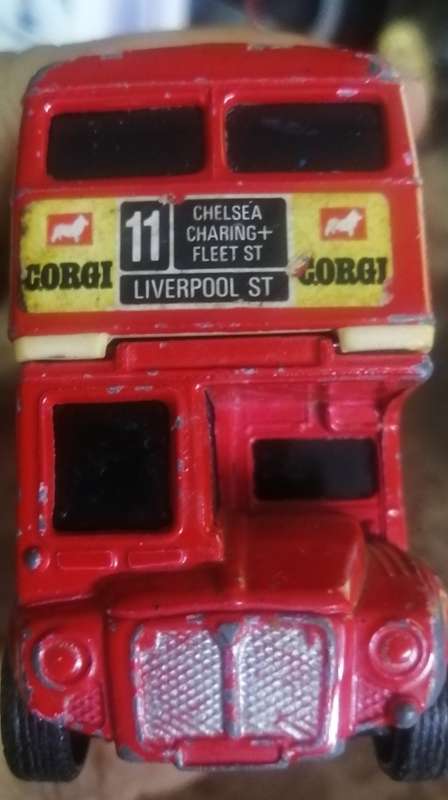 11
CHELSEA
CHARING+
FLEET ST
LIVERPOOL ST
CORGI
CORGI